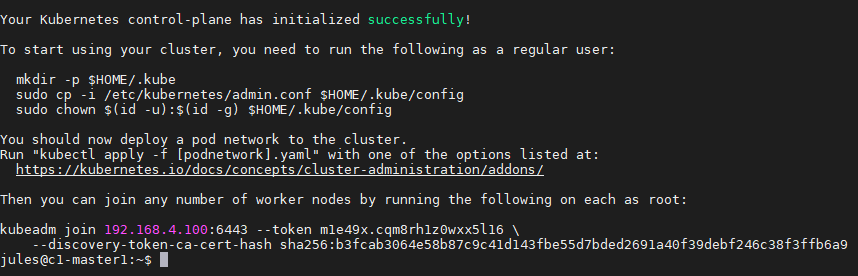 Your Kubernetes control-plane has initialized successfully!
To start using your cluster, you need to run the following as a regular user:
mkdir -p $HOME/.kube
sudo cp -i /etc/kubernetes/admin.conf $HOME/.kube/config
sudo chown $(id -u):$(id -g) $HOME/.kube/config
You should now deploy a pod network to the cluster.
Run "kubectl apply -f [podnetwork].yaml" with one of the options listed at:
https://kubernetes.io/docs/concepts/cluster-administration/addons/
Then you can join any number of worker nodes by running the following on each as root:
kubeadm join 192.168.4.100:6443 --token m1e49x.cqm8rh1z0wxx5l16 \
--discovery-token-ca-cert-hash sha256:b3fcab3064e58b87c9c41d143fbe55d7bded2691a40f39debf246c38f3ffb6a9
jules@c1-master1:~$